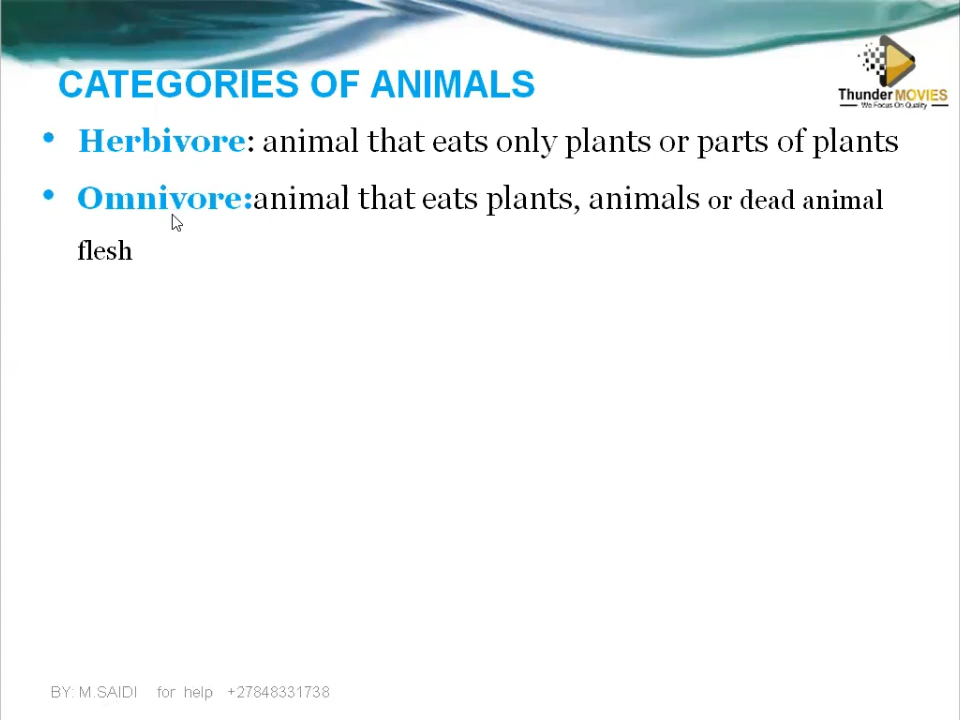 CATEGORIES OF ANIMALS
Thunder MOVIES
We Focus On Quality
• Herbivore: animal that eats only plants or parts of plants
• Omnivore:animal that eats plants, animals or dead animal
flesh
BY: M.SAIDI for help +27848331738